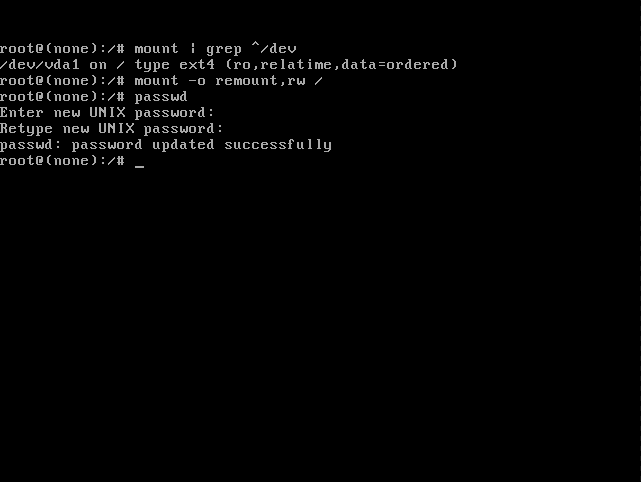 root@(none):/# mount | grep ^/dev
/dev/vda1 on / type ext4 (ro,relatime,data=ordered)
root@(none):/# mount -o remount,rw /
root@(none):/# passwd
Enter new UNIX password:
Retype new UNIX password:
passwd: password updated successfully
root@(none):/# _